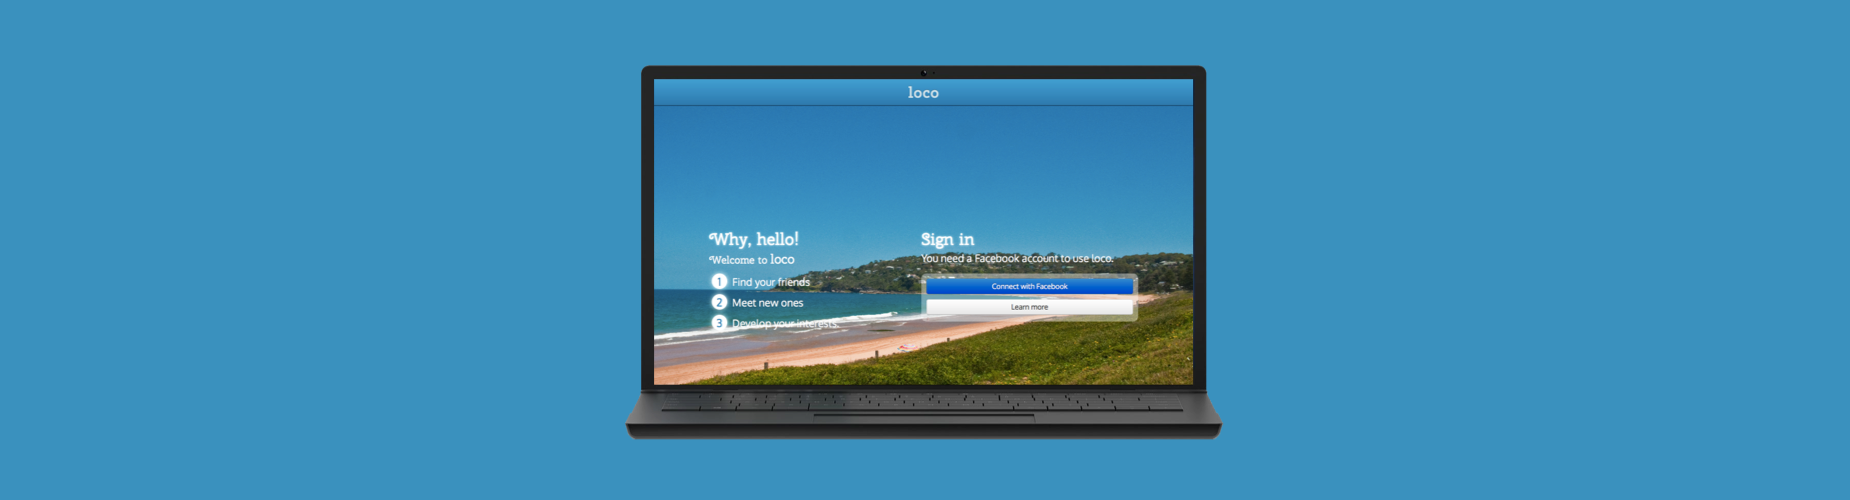 loco
Why, hello!
Welcome to loco
1 Find your friends
2 Meet new ones
3 Develop your interests.
Sign in
You need a Facebook account to use loco.
Connect with Facebook
Learn more